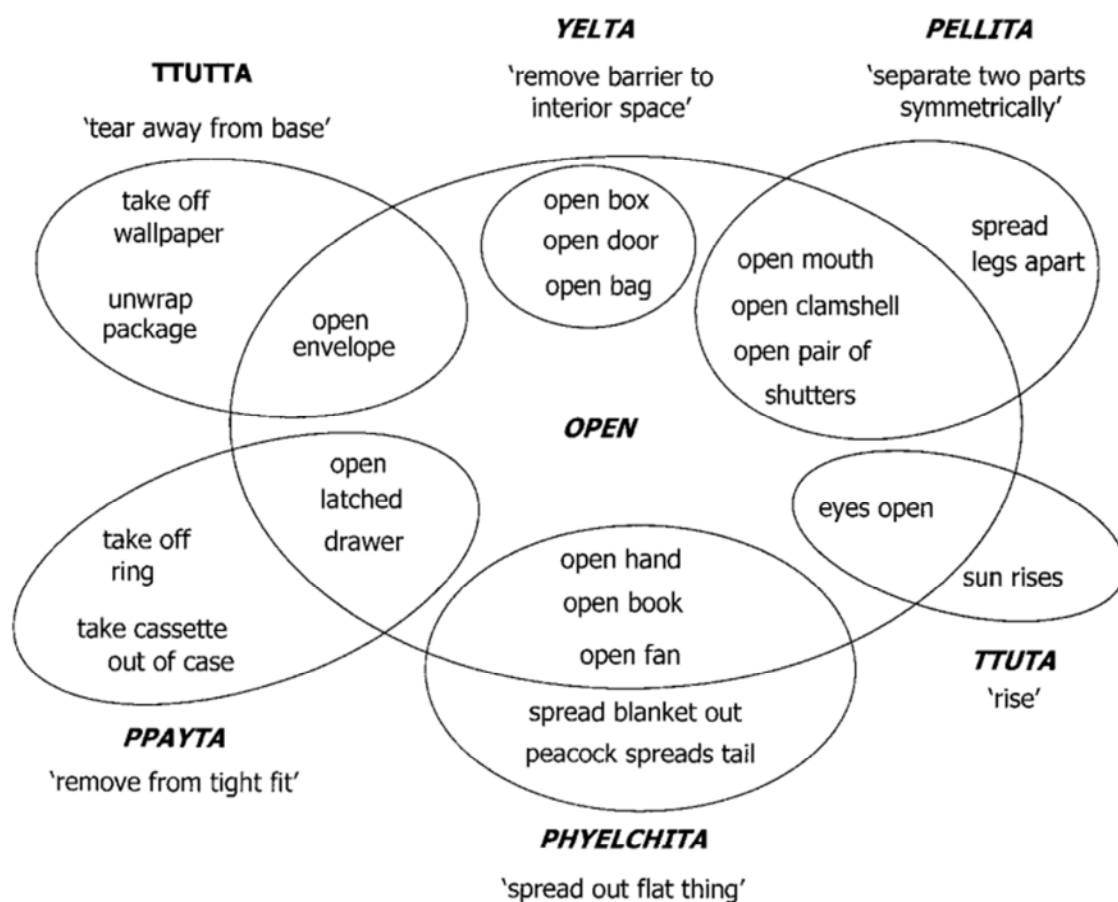 TTUTTA
'tear away from base'
YELTA
'remove barrier to
interior space'
PELLITA
'separate two parts
symmetrically'
take off
wallpaper
unwrap
package
open
envelope
open box
open door
open bag
open mouth
open clamshell
open pair of
shutters
spread
legs apart
OPEN
open
latched
drawer
take off
ring
take cassette
out of case
PPAYTA
'remove from tight fit'
open hand
open book
open fan
spread blanket out
peacock spreads tail
PHYELCHITA
'spread out flat thing'
eyes open
sun rises
TTUTA
'rise'